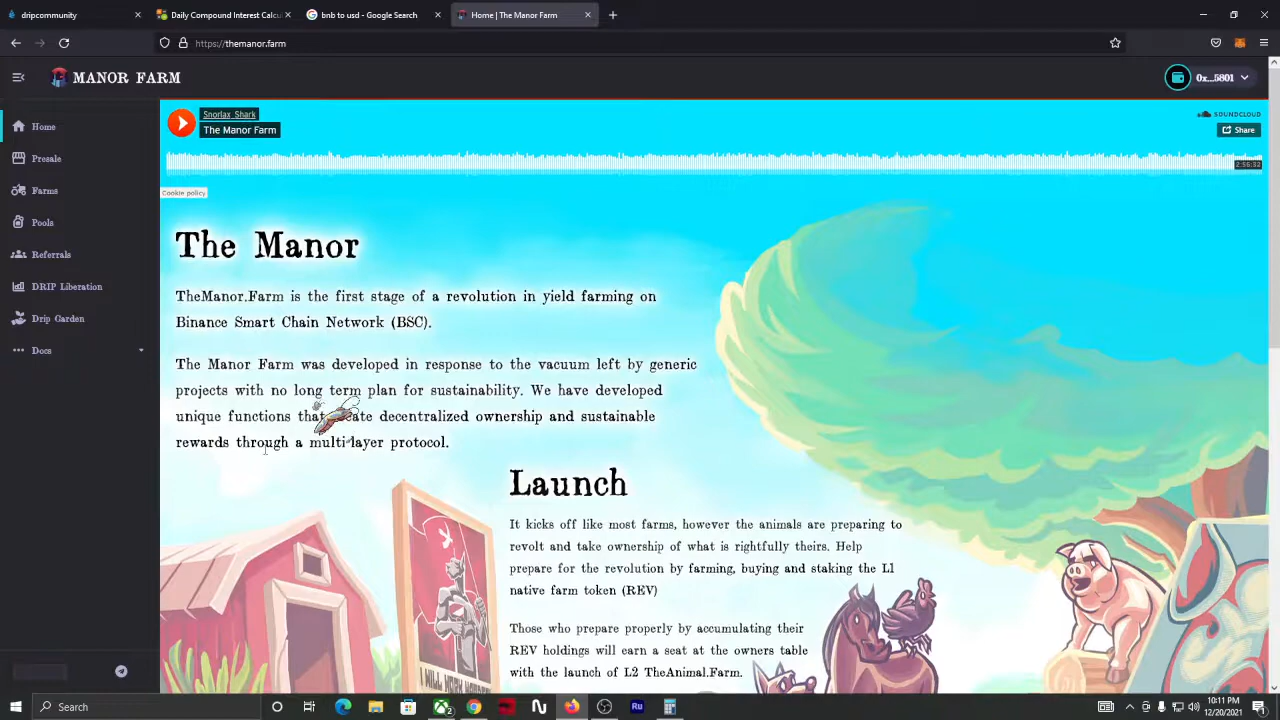 dripcommunity
Daily Compound Interest Calcu
bnb to usd - Google Search
Home | The Manor Farm
https://themanor.farm
MANOR FARM
0x...5801
Home
Presale
Farms
Pools
Referrals
DRIP Liberation
Drip Garden
Docs
Snorlax Shark
The Manor Farm
SOUNDCLOUD
Share
2:56:32
Cookie policy
The Manor
TheManor.Farm is the first stage of a revolution in yield farming on
Binance Smart Chain Network (BSC).
The Manor Farm was developed in response to the vacuum left by generic
projects with no long term plan for sustainability. We have developed
unique functions that create decentralized ownership and sustainable
rewards through a multi-layer protocol.
Launch
It kicks off like most farms, however the animals are preparing to
revolt and take ownership of what is rightfully theirs. Help
prepare for the revolution by farming, buying and staking the L1
native farm token (REV)
Those who prepare properly by accumulating their
REV holdings will earn a seat at the owners table
with the launch of L2 TheAnimal.Farm.
Search
2
Ru
10:11 PM
12/20/2021
1